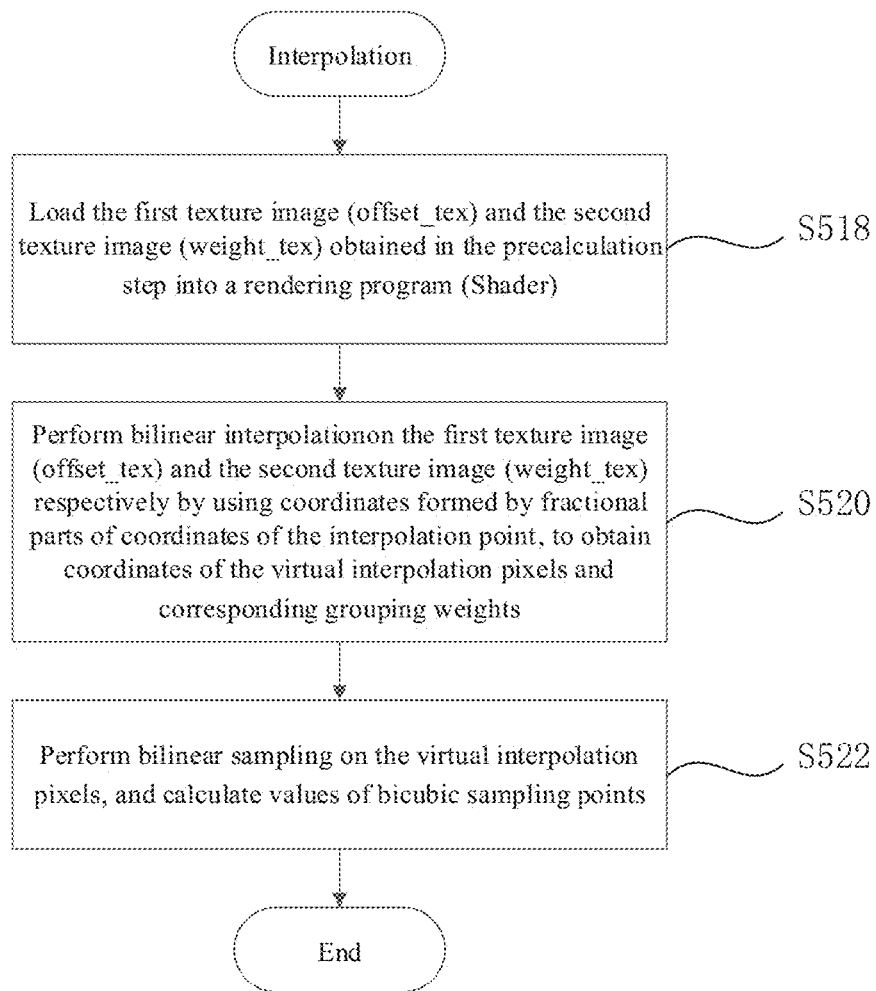 Interpolation
Load the first texture image (offset_tex) and the second
texture image (weight_tex) obtained in the precalculation
step into a rendering program (Shader)
S518
Perform bilinear interpolationon the first texture image
(offset_tex) and the second texture image (weight_tex)
respectively by using coordinates formed by fractional
parts of coordinates of the interpolation point, to obtain
coordinates of the virtual interpolation pixels and
corresponding grouping weights
S520
Perform bilinear sampling on the virtual interpolation
pixels, and calculate values of bicubic sampling points
S522
End